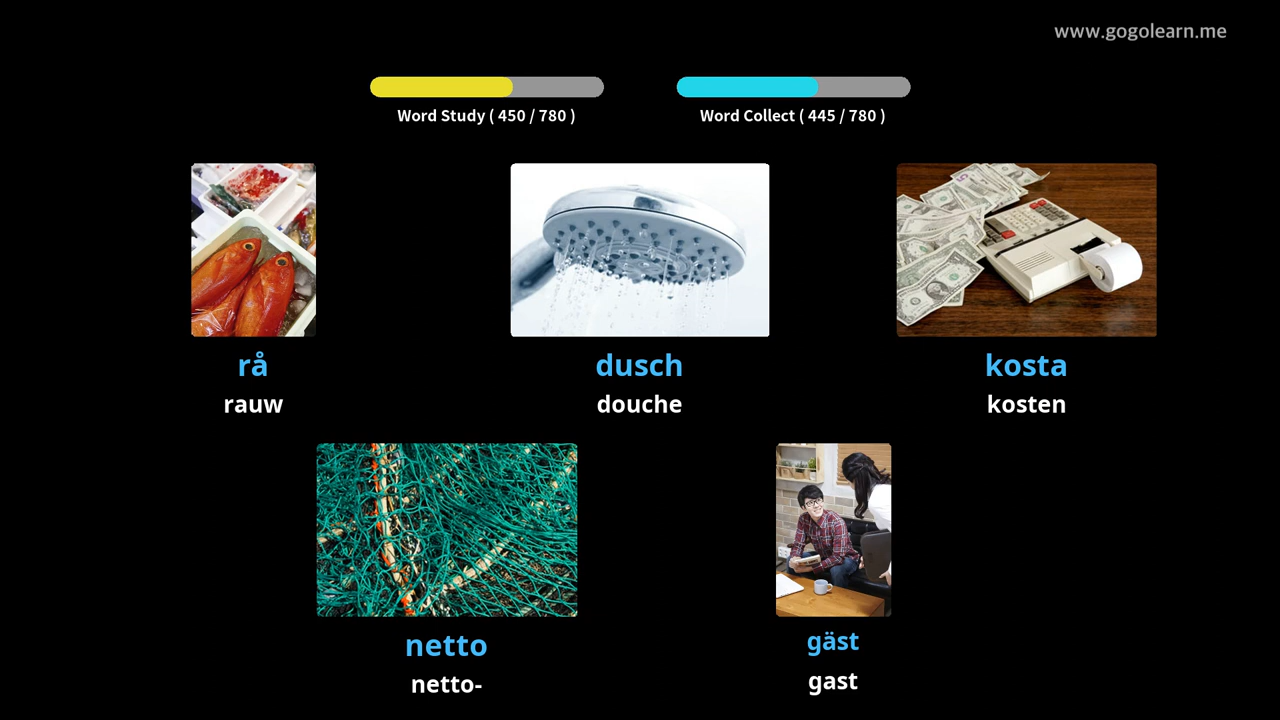 www.gogolearn.me
Word Study ( 450 / 780 )
Word Collect ( 445 / 780 )
rå
rauw
dusch
douche
kosta
kosten
netto
netto-
gäst
gast